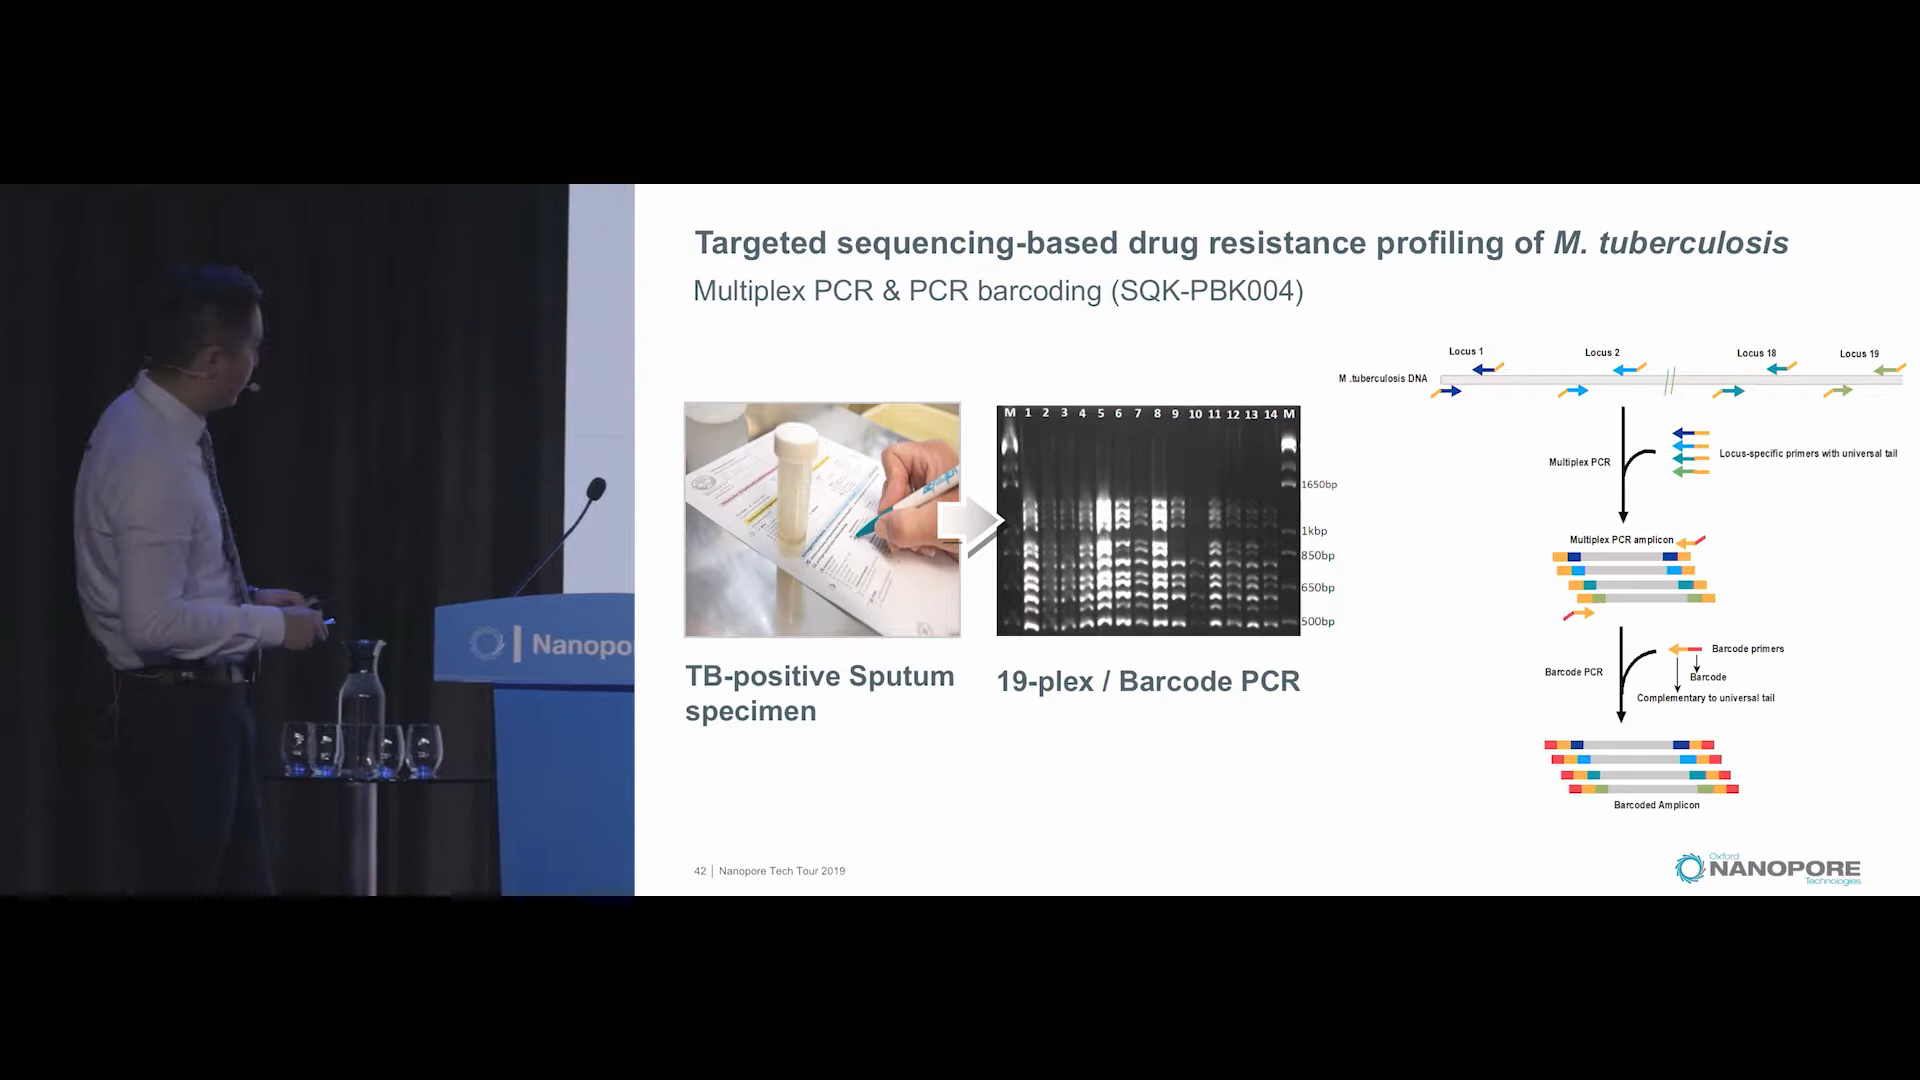 Targeted sequencing-based drug resistance profiling of M. tuberculosis
Multiplex PCR & PCR barcoding (SQK-PBK004)
Locus 1
Locus 2
Locus 18
Locus 19
M .tuberculosis DNA
Multiplex PCR
Locus-specific primers with universal tail
Multiplex PCR amplicon
Barcode PCR
Barcode primers
Barcode
Complementary to universal tail
Barcoded Amplicon
M 1 2 3 4 5 6 7 8 9 10 11 12 13 14 M
1650bp
1kbp
850bp
650bp
500bp
TB-positive Sputum
specimen
19-plex / Barcode PCR
Nanopo
42 | Nanopore Tech Tour 2019
Oxford
NANOPORE
Technologies